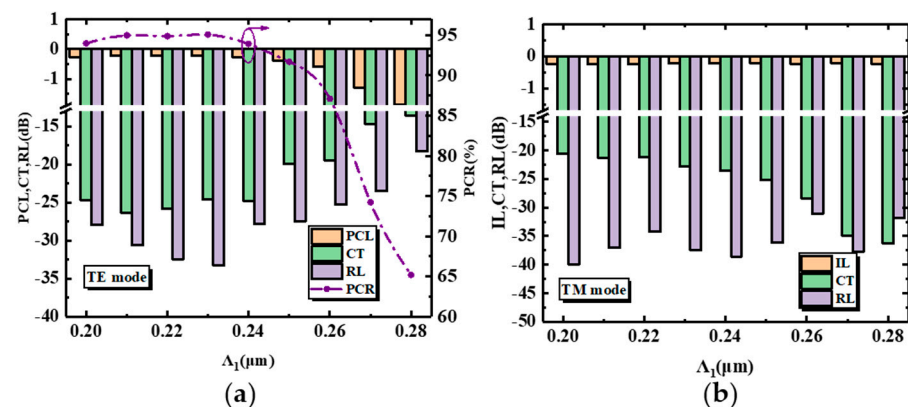 1
0
-1
-15
-20
-25
-30
-35
-40
PCL,CT,RL(dB)
95
90
85
80
75
70
65
60
PCR(%)
PCL
CT
RL
PCR
TE mode
0.20 0.22 0.24 0.26 0.28
Λ1(μm)
(a)
1
0
-1
-15
-20
-25
-30
-35
-40
-45
-50
IL,CT,RL(dB)
IL
CT
RL
TM mode
0.20 0.22 0.24 0.26 0.28
Λ1(μm)
(b)